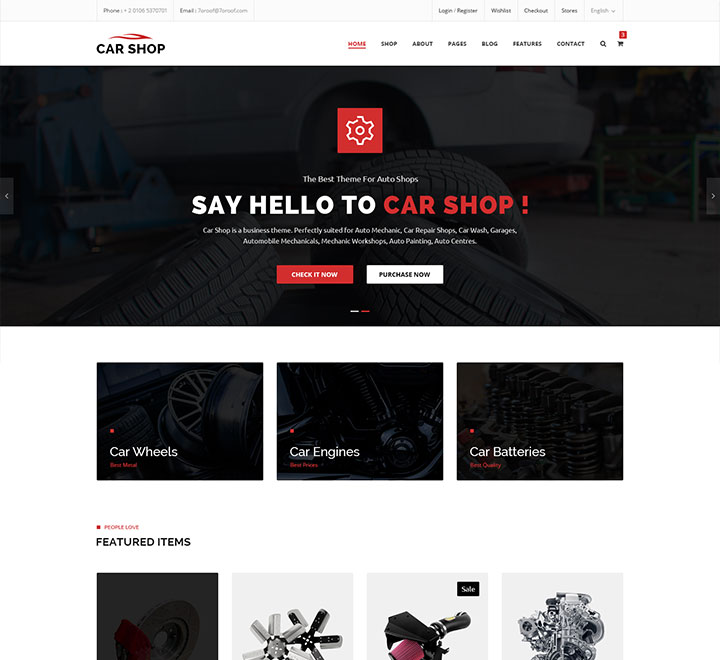 Phone : + 2 0106 5370701
Email : 7oroof@7oroof.com
Login / Register
Wishlist
Checkout
Stores
English
CAR SHOP
HOME
SHOP
ABOUT
PAGES
BLOG
FEATURES
CONTACT
3
The Best Theme For Auto Shops
SAY HELLO TO CAR SHOP !
Car Shop is a business theme. Perfectly suited for Auto Mechanic, Car Repair Shops, Car Wash, Garages,
Automobile Mechanicals, Mechanic Workshops, Auto Painting, Auto Centres.
CHECK IT NOW
PURCHASE NOW
Car Wheels
Best Metal
Car Engines
Best Prices
Car Batteries
Best Quality
PEOPLE LOVE
FEATURED ITEMS
Sale